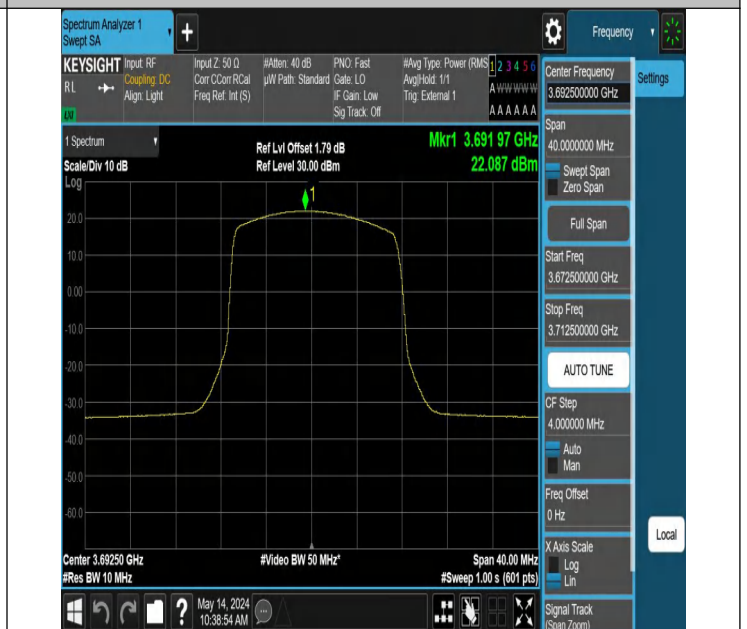 Spectrum Analyzer 1
Swept SA
Frequency
KEYSIGHT
RL
Input: RF
Coupling: DC
Align: Light
Input Z: 50 Ω
Corr CCorr RCal
Freq Ref: Int (S)
#Atten: 40 dB
µW Path: Standard
PNO: Fast
Gate: LO
IF Gain: Low
Sig Track: Off
#Avg Type: Power (RMS
Avg|Hold: 1/1
Trig: External 1
1 2 3 4 5 6
A W W W W W
A A A A A A
1 Spectrum
Scale/Div 10 dB
Log
Ref Lvl Offset 1.79 dB
Ref Level 30.00 dBm
Mkr1 3.691 97 GHz
22.087 dBm
1
20.0
10.0
0.00
-10.0
-20.0
-30.0
-40.0
-50.0
-60.0
Center 3.69250 GHz
#Res BW 10 MHz
#Video BW 50 MHz*
Span 40.00 MHz
#Sweep 1.00 s (601 pts)
Center Frequency
3.692500000 GHz
Span
40.0000000 MHz
Swept Span
Zero Span
Full Span
Start Freq
3.672500000 GHz
Stop Freq
3.712500000 GHz
AUTO TUNE
CF Step
4.000000 MHz
Auto
Man
Freq Offset
0 Hz
X Axis Scale
Log
Lin
Signal Track
(Span Zoom)
Settings
Local
?
May 14, 2024
10:38:54 AM